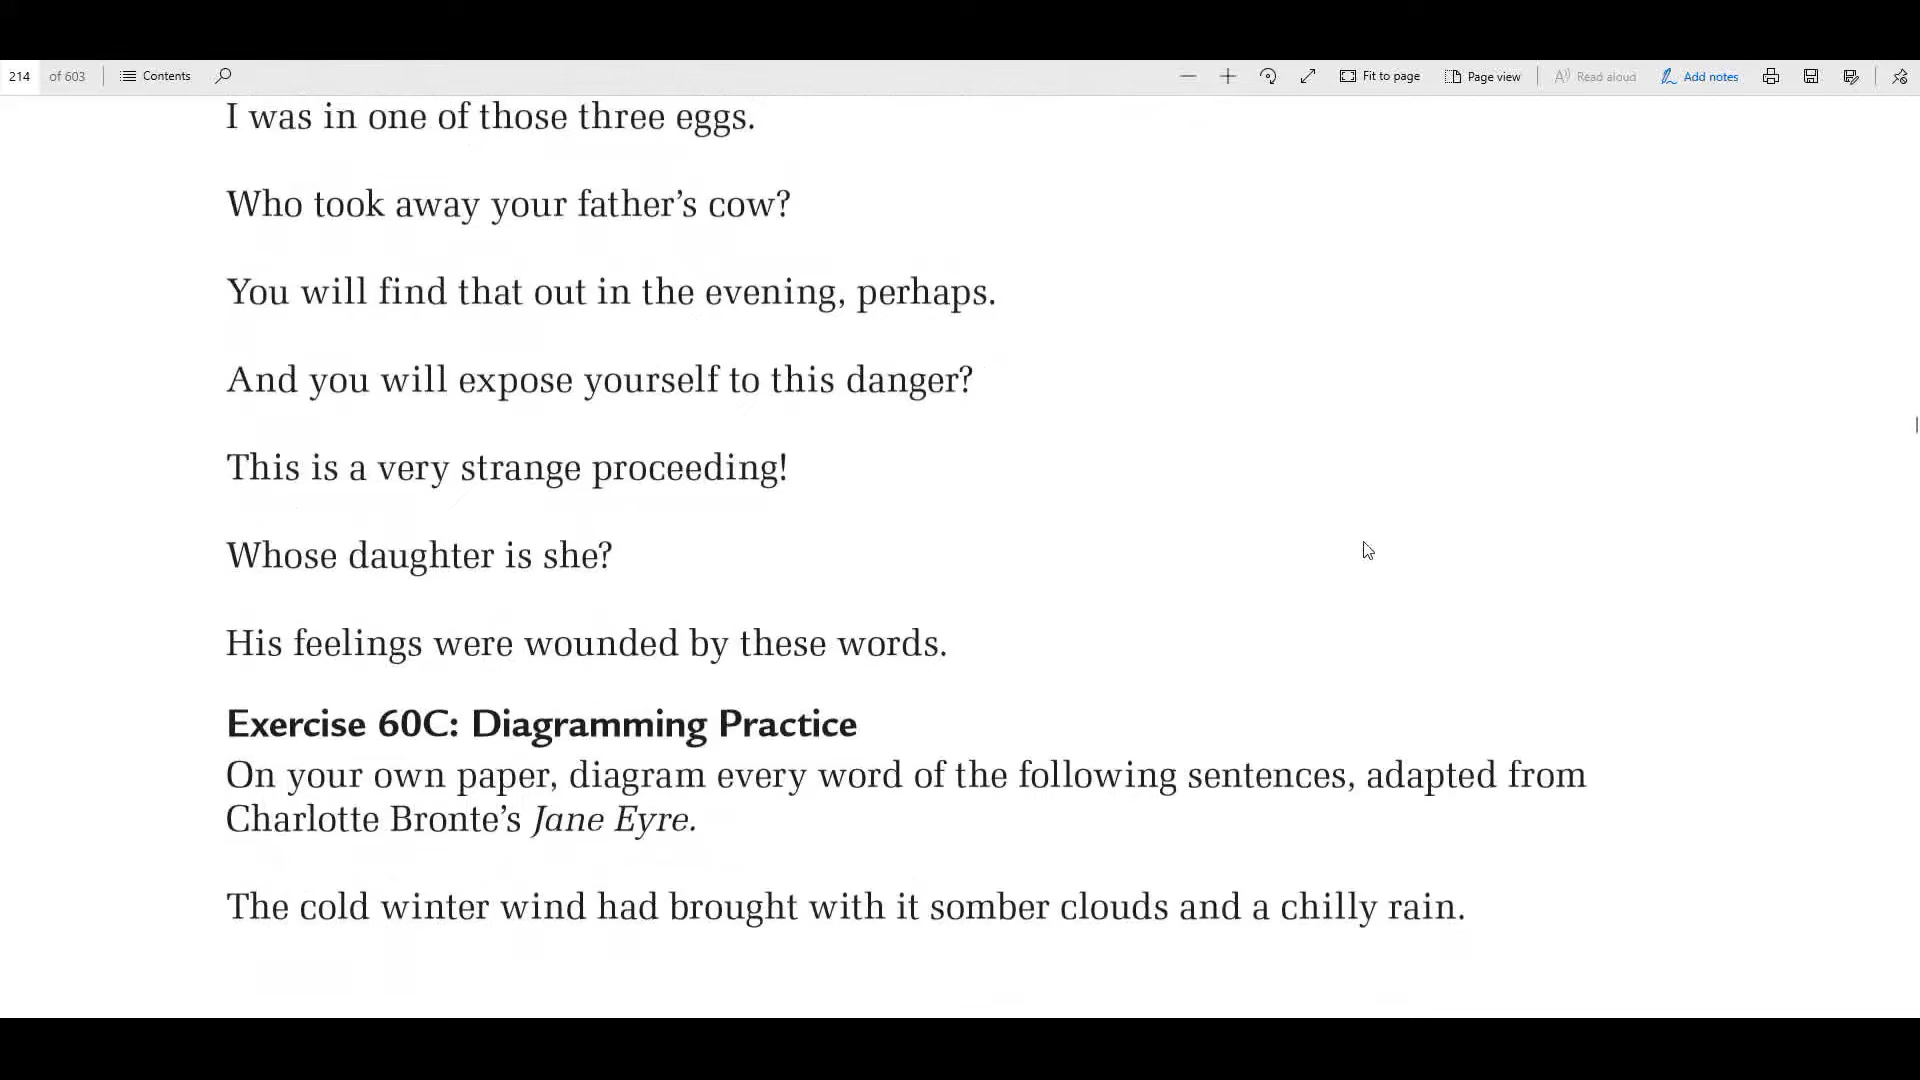 214 of 603 Contents Fit to page Page view Read aloud Add notes
I was in one of those three eggs.
Who took away your father’s cow?
You will find that out in the evening, perhaps.
And you will expose yourself to this danger?
This is a very strange proceeding!
Whose daughter is she?
His feelings were wounded by these words.
Exercise 60C: Diagramming Practice
On your own paper, diagram every word of the following sentences, adapted from
Charlotte Bronte’s Jane Eyre.
The cold winter wind had brought with it somber clouds and a chilly rain.